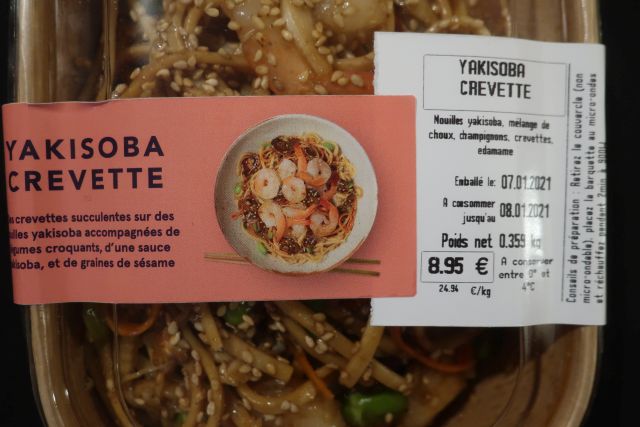 YAKISOBA
CREVETTE
crevettes succulentes sur des
yakisoba accompagnées de
croquants, d'une sauce
et de graines de sésame
YAKISOBA
CREVETTE
Nouilles yakisoba, mélange de
choux, champignons, crevettes,
edamame
Emballé le: 07.01.2021
A consommer
jusqu'au 08.01.2021
Poids net 0.359 kg
8.95 €
24.94 €/kg
A conserver
entre 0° et
4°C
Conseils de préparation : Retirez le couvercle (non
micro-ondable), placez la barquette au micro-ondes
et réchauffez pendant 2min à 900W